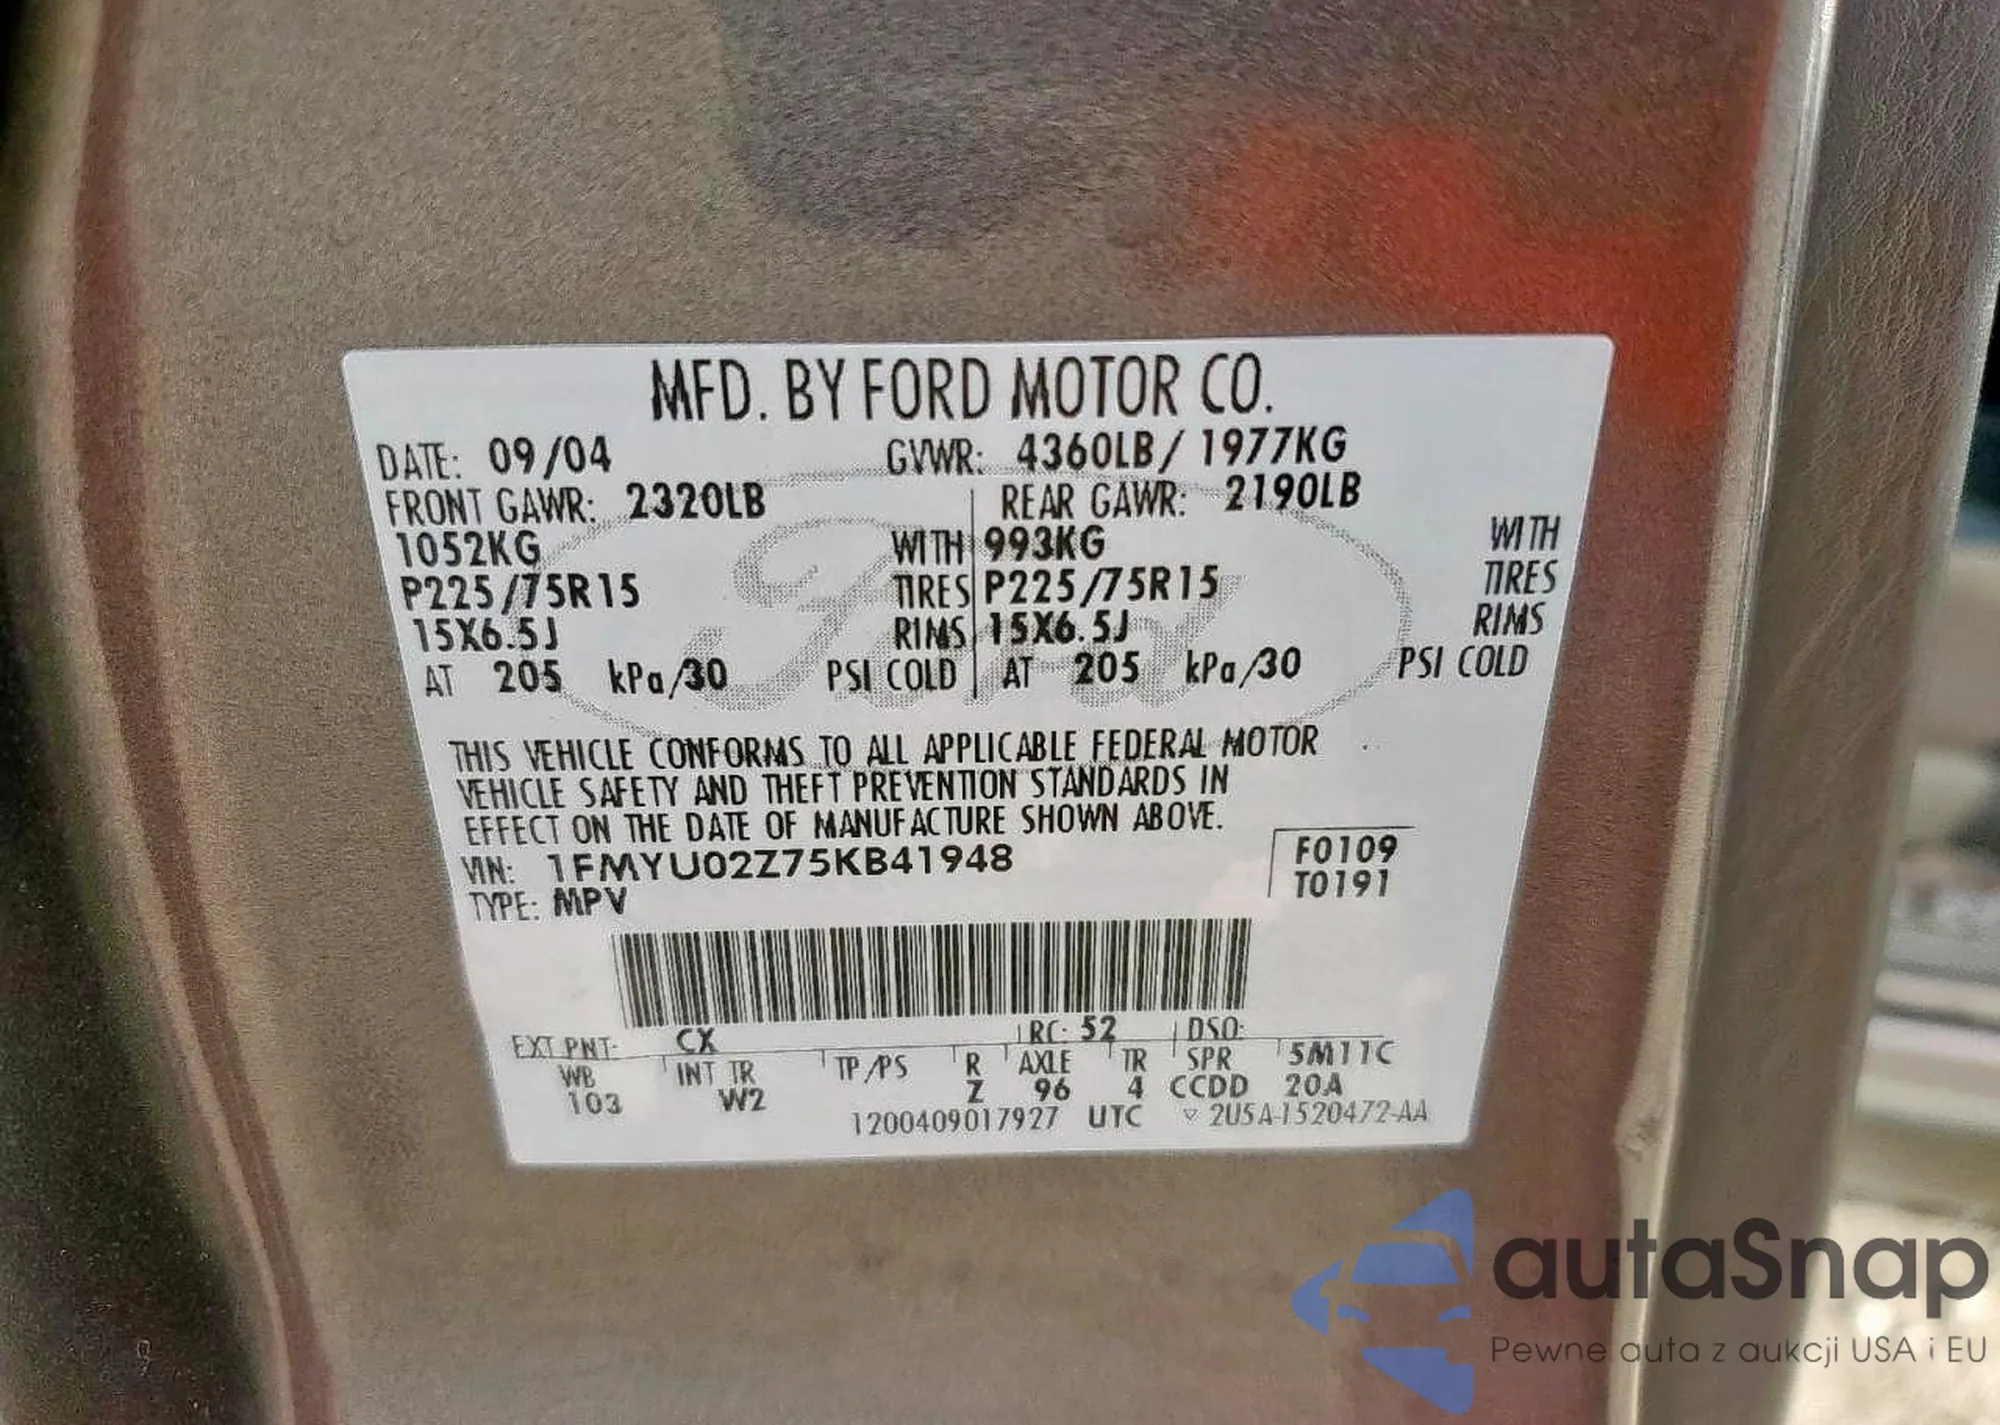 MFD. BY FORD MOTOR CO.
DATE: 09/04 GVWR: 4360LB/ 1977KG
FRONT GAWR: 2320LB REAR GAWR: 2190LB
1052KG WITH 993KG WITH
P225/75R15 TIRES P225/75R15 TIRES
15X6.5J RIMS 15X6.5J RIMS
AT 205 kPa/30 PSI COLD AT 205 kPa/30 PSI COLD
THIS VEHICLE CONFORMS TO ALL APPLICABLE FEDERAL MOTOR
VEHICLE SAFETY AND THEFT PREVENTION STANDARDS IN
EFFECT ON THE DATE OF MANUFACTURE SHOWN ABOVE.
VIN: 1FMYU02Z75KB41948 F0109
TYPE: MPV T0191
EXT PNT: CX RC: 52 DSO:
WB INT TR TP/PS R AXLE TR SPR 5M11C
103 W2 Z 96 4 CCDD 20A
1200409017927 UTC ▽ 2U5A-1520472-AA
Ford
autaSnap
Pewne auta z aukcji USA i EU